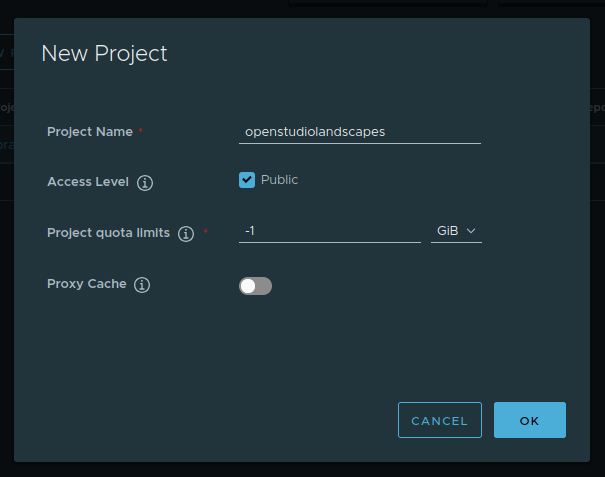 New Project
Project Name *
openstudiolandscapes
Access Level
Public
Project quota limits *
-1
GiB
Proxy Cache
CANCEL
OK